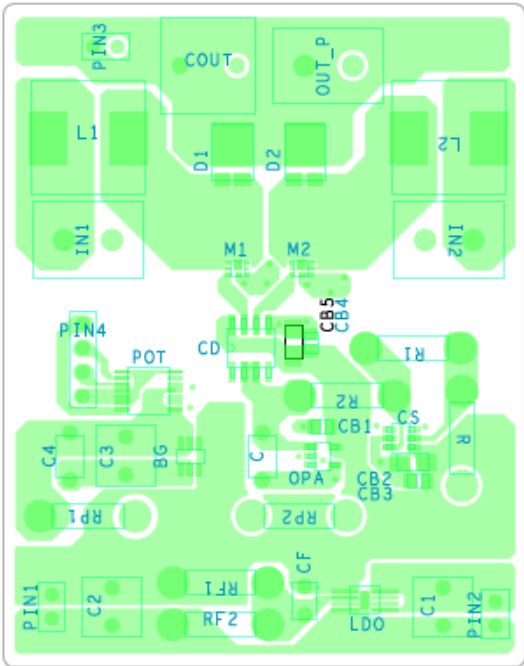 PIN3
COUT
OUT_P
L1
L2
D1
D2
IN1
IN2
M1
M2
CB5
CB4
PIN4
POT
CD
R1
R2
CB1
CS
C4
C3
BG
C
OPA
CB2
CB3
R
RP1
RP2
CF
PIN1
C2
RF1
RF2
LDO
C1
PIN2